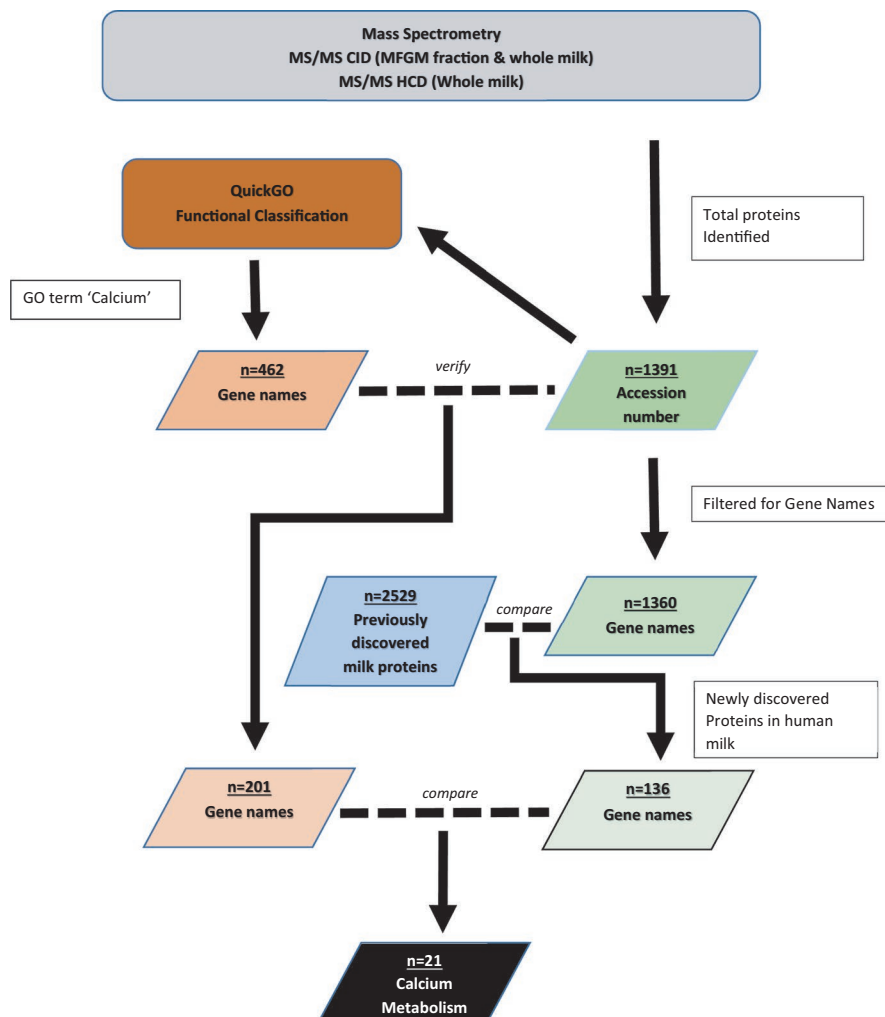 Mass Spectrometry
MS/MS CID (MFGM fraction & whole milk)
MS/MS HCD (Whole milk)
QuickGO
Functional Classification
Total proteins
Identified
GO term ‘Calcium’
n=462
Gene names
verify
n=1391
Accession
number
Filtered for Gene Names
n=2529
Previously
discovered
milk proteins
compare
n=1360
Gene names
Newly discovered
Proteins in human
milk
n=201
Gene names
compare
n=136
Gene names
n=21
Calcium
Metabolism